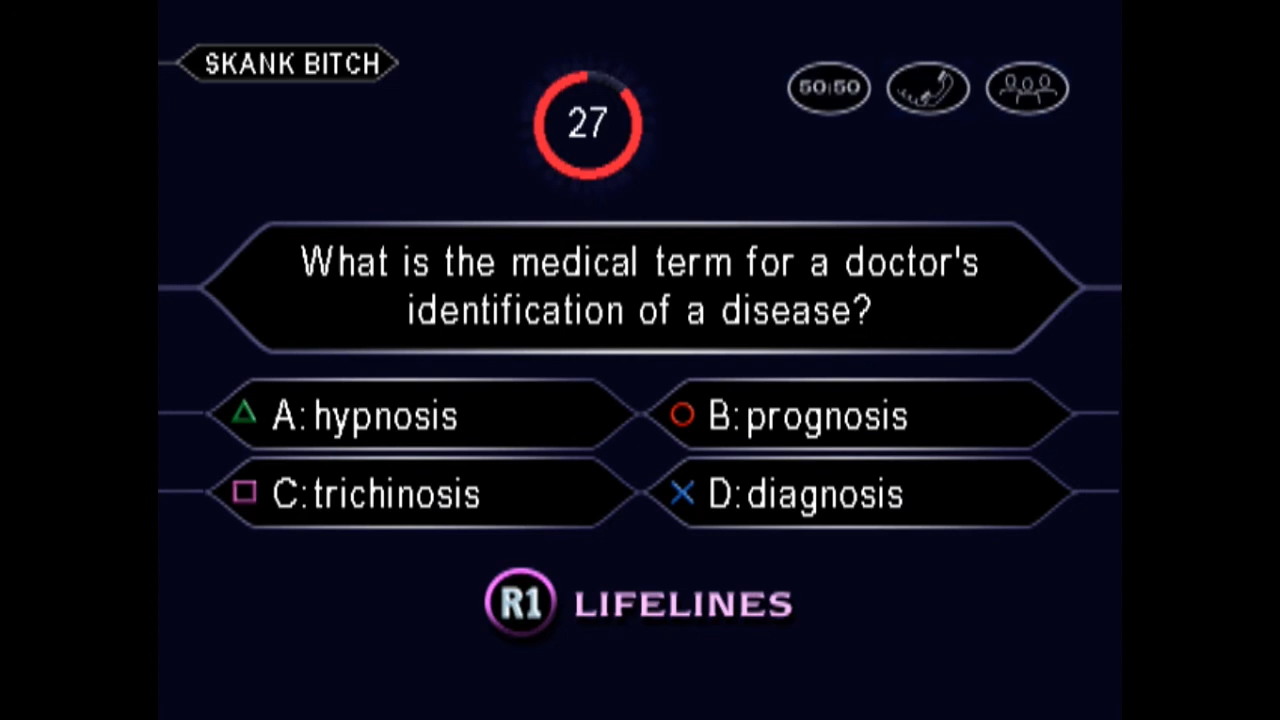 SKANK BITCH
27
50:50
What is the medical term for a doctor's
identification of a disease?
A: hypnosis
B: prognosis
C: trichinosis
D: diagnosis
R1 LIFELINES